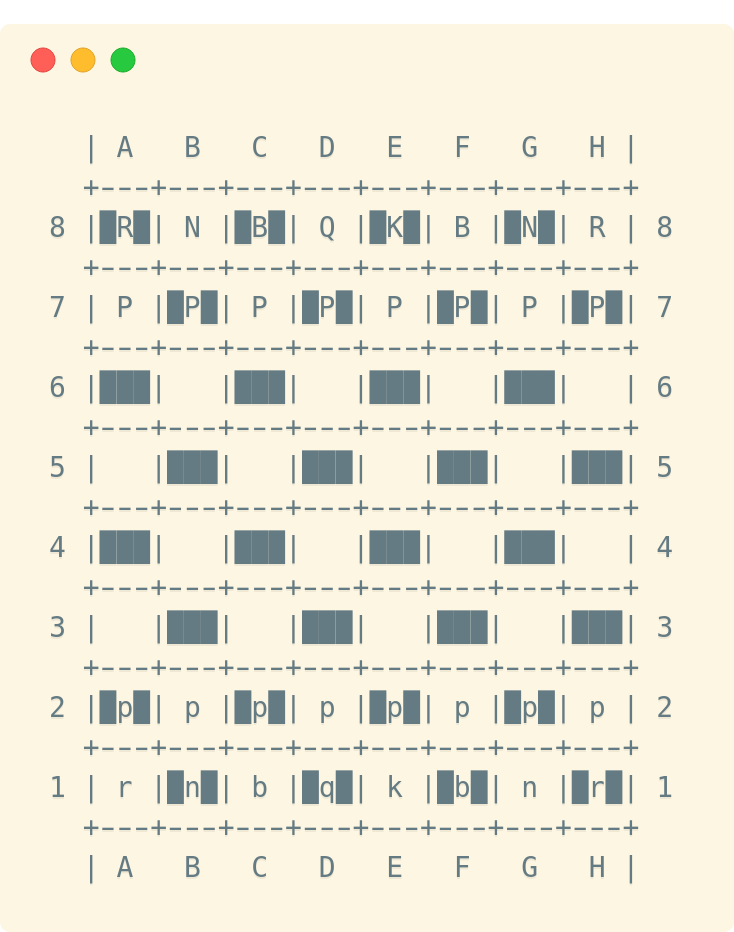 | A   B   C   D   E   F   G   H |
   +---+---+---+---+---+---+---+---+
 8 |█R█| N |█B█| Q |█K█| B |█N█| R | 8
   +---+---+---+---+---+---+---+---+
 7 | P |█P█| P |█P█| P |█P█| P |█P█| 7
   +---+---+---+---+---+---+---+---+
 6 |███|   |███|   |███|   |███|   | 6
   +---+---+---+---+---+---+---+---+
 5 |   |███|   |███|   |███|   |███| 5
   +---+---+---+---+---+---+---+---+
 4 |███|   |███|   |███|   |███|   | 4
   +---+---+---+---+---+---+---+---+
 3 |   |███|   |███|   |███|   |███| 3
   +---+---+---+---+---+---+---+---+
 2 |█p█| p |█p█| p |█p█| p |█p█| p | 2
   +---+---+---+---+---+---+---+---+
 1 | r |█n█| b |█q█| k |█b█| n |█r█| 1
   +---+---+---+---+---+---+---+---+
   | A   B   C   D   E   F   G   H |